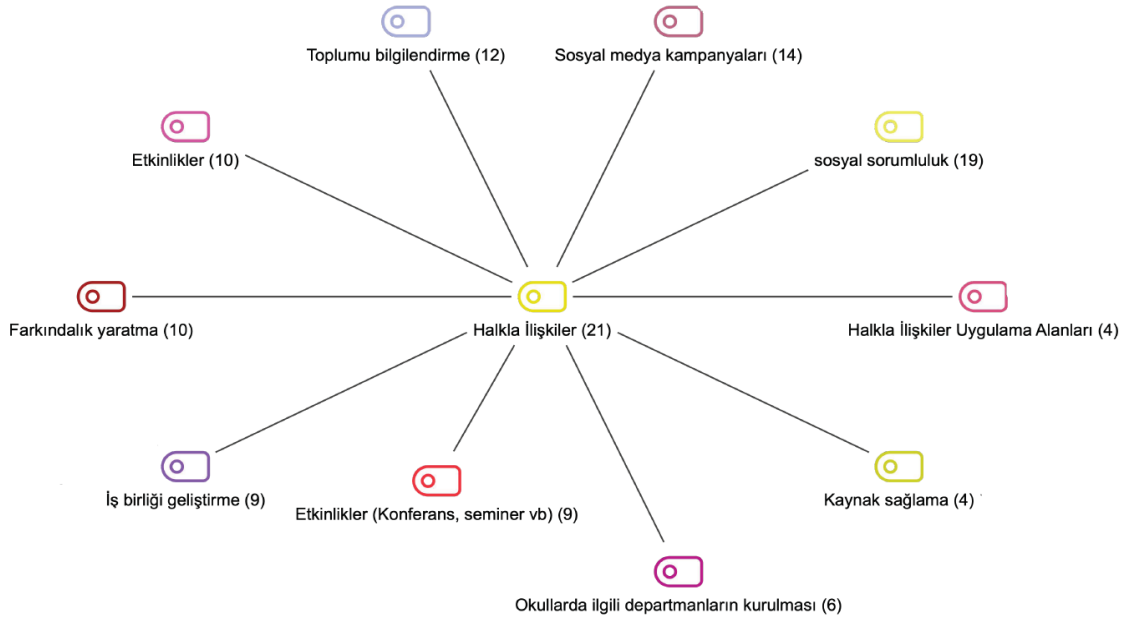 Toplumu bilgilendirme (12)
Sosyal medya kampanyaları (14)
Etkinlikler (10)
sosyal sorumluluk (19)
Farkındalık yaratma (10)
Halkla İlişkiler (21)
Halkla İlişkiler Uygulama Alanları (4)
İş birliği geliştirme (9)
Etkinlikler (Konferans, seminer vb) (9)
Kaynak sağlama (4)
Okullarda ilgili departmanların kurulması (6)